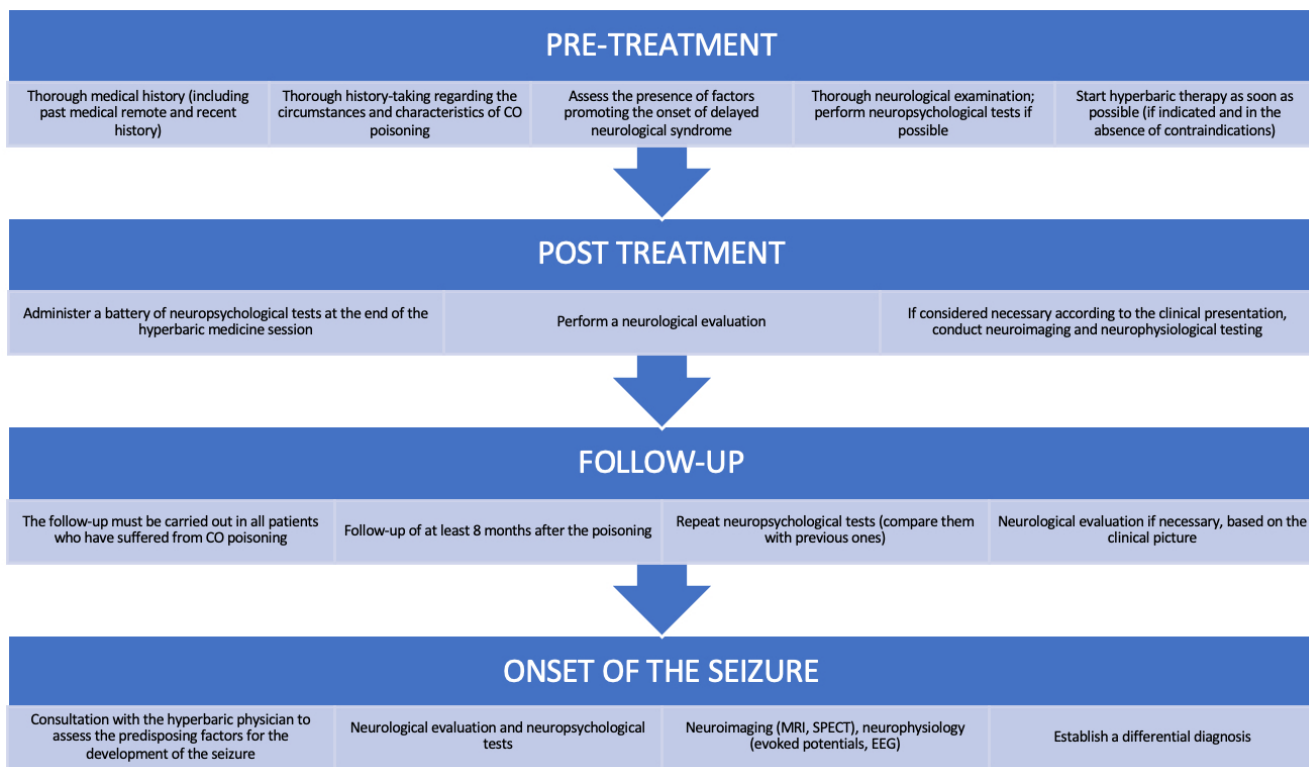 PRE-TREATMENT
Thorough medical history (including
past medical remote and recent
history)
Thorough history-taking regarding the
circumstances and characteristics of CO
poisoning
Assess the presence of factors
promoting the onset of delayed
neurological syndrome
Thorough neurological examination;
perform neuropsychological tests if
possible
Start hyperbaric therapy as soon as
possible (if indicated and in the
absence of contraindications)
POST TREATMENT
Administer a battery of neuropsychological tests at the end of the
hyperbaric medicine session
Perform a neurological evaluation
If considered necessary according to the clinical presentation,
conduct neuroimaging and neurophysiological testing
FOLLOW-UP
The follow-up must be carried out in all patients
who have suffered from CO poisoning
Follow-up of at least 8 months after the poisoning
Repeat neuropsychological tests (compare them
with previous ones)
Neurological evaluation if necessary, based on the
clinical picture
ONSET OF THE SEIZURE
Consultation with the hyperbaric physician to
assess the predisposing factors for the
development of the seizure
Neurological evaluation and neuropsychological
tests
Neuroimaging (MRI, SPECT), neurophysiology
(evoked potentials, EEG)
Establish a differential diagnosis